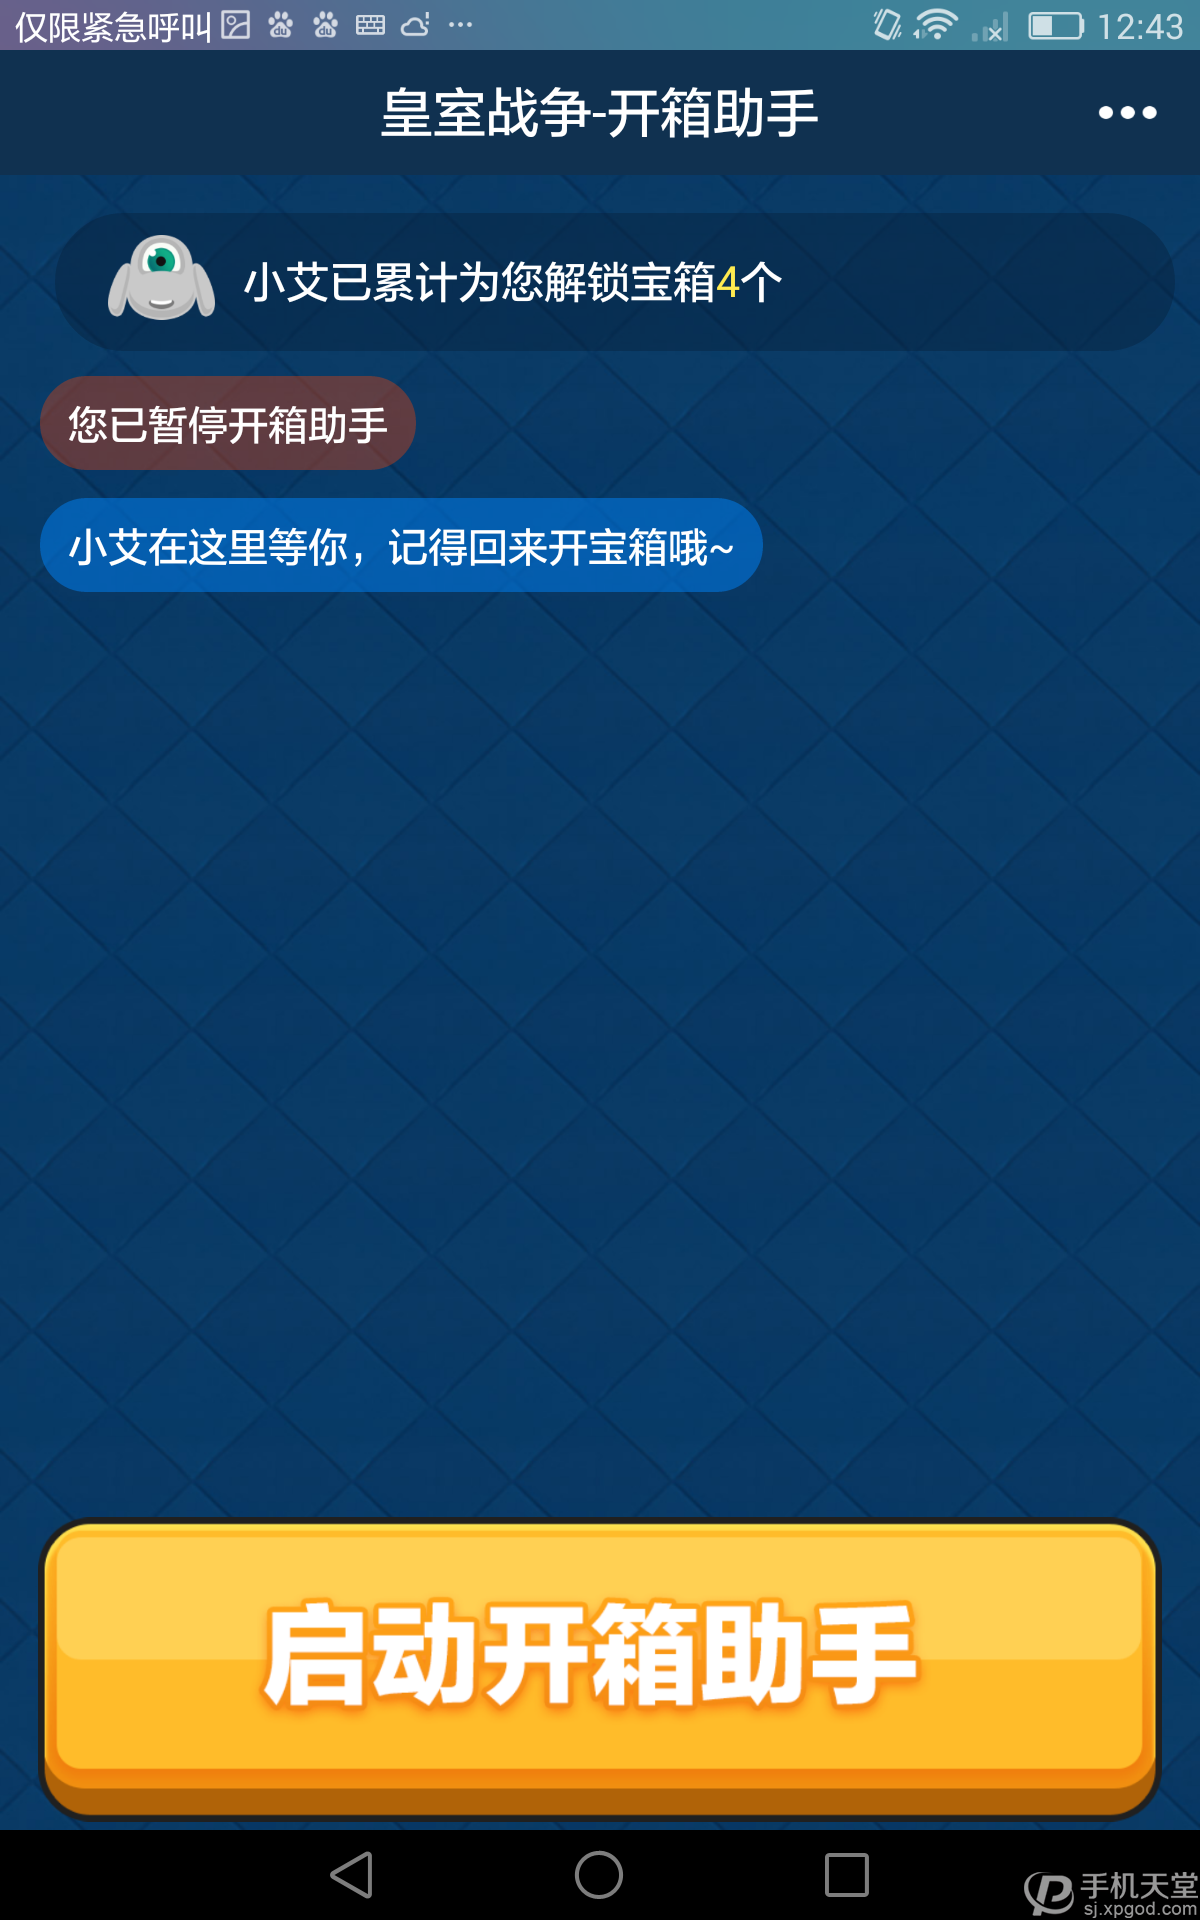 仅限紧急呼叫 12:43
皇室战争-开箱助手
小艾已累计为您解锁宝箱4个
您已暂停开箱助手
小艾在这里等你，记得回来开宝箱哦~
启动开箱助手
手机天堂
sj.xpgod.com